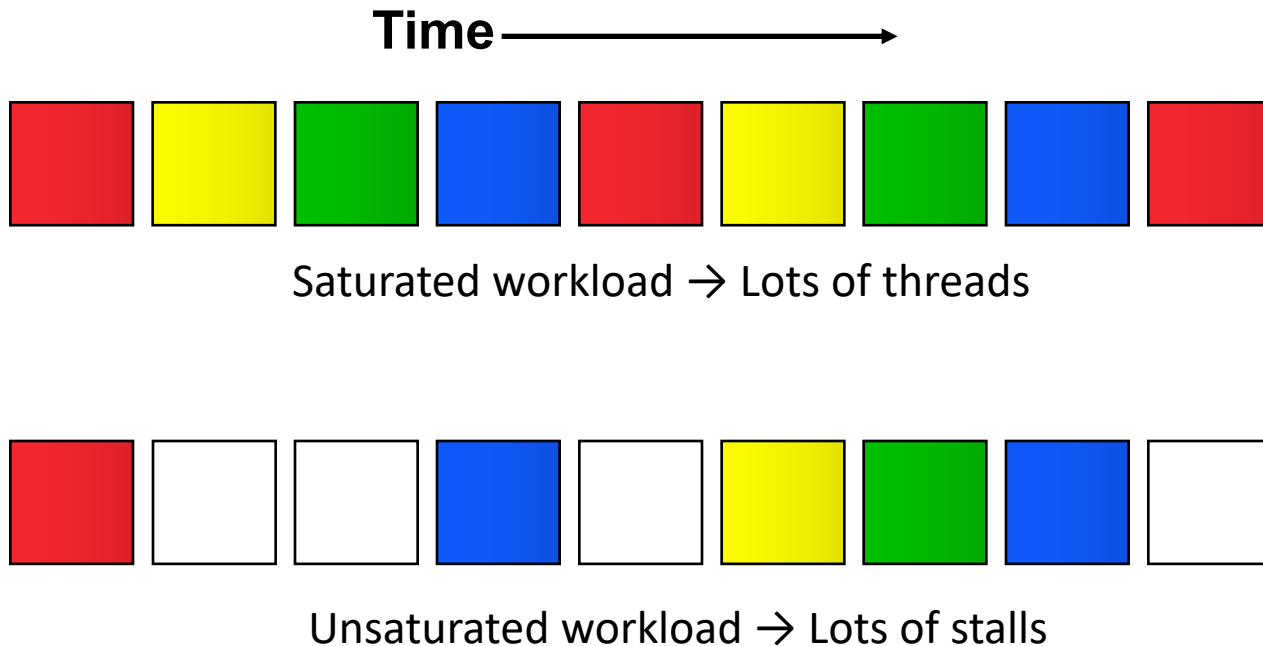 Time
Saturated workload → Lots of threads
Unsaturated workload → Lots of stalls